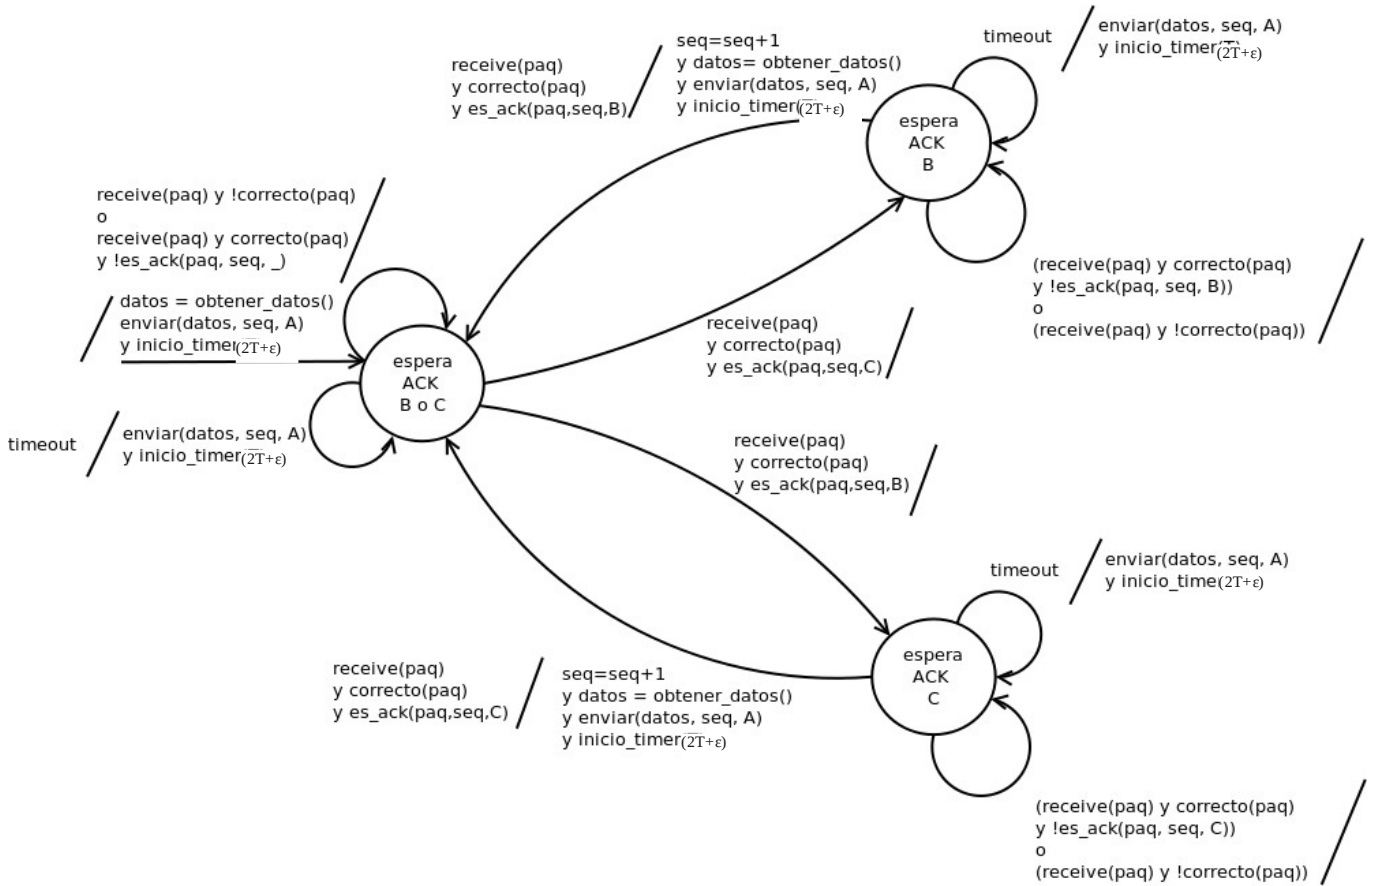 receive(paq)
y correcto(paq)
y es_ack(paq,seq,B)
seq=seq+1
y datos= obtener_datos()
y enviar(datos, seq, A)
y inicio_timer(2T+ε)
timeout
enviar(datos, seq, A)
y inicio_timer(2T+ε)
espera
ACK
B
receive(paq) y !correcto(paq)
o
receive(paq) y correcto(paq)
y !es_ack(paq, seq, _)
datos = obtener_datos()
enviar(datos, seq, A)
y inicio_timer(2T+ε)
(receive(paq) y correcto(paq)
y !es_ack(paq, seq, B))
o
(receive(paq) y !correcto(paq))
receive(paq)
y correcto(paq)
y es_ack(paq,seq,C)
espera
ACK
B o C
timeout
enviar(datos, seq, A)
y inicio_timer(2T+ε)
receive(paq)
y correcto(paq)
y es_ack(paq,seq,B)
timeout
enviar(datos, seq, A)
y inicio_time(2T+ε)
espera
ACK
C
receive(paq)
y correcto(paq)
y es_ack(paq,seq,C)
seq=seq+1
y datos = obtener_datos()
y enviar(datos, seq, A)
y inicio_timer(2T+ε)
(receive(paq) y correcto(paq)
y !es_ack(paq, seq, C))
o
(receive(paq) y !correcto(paq))